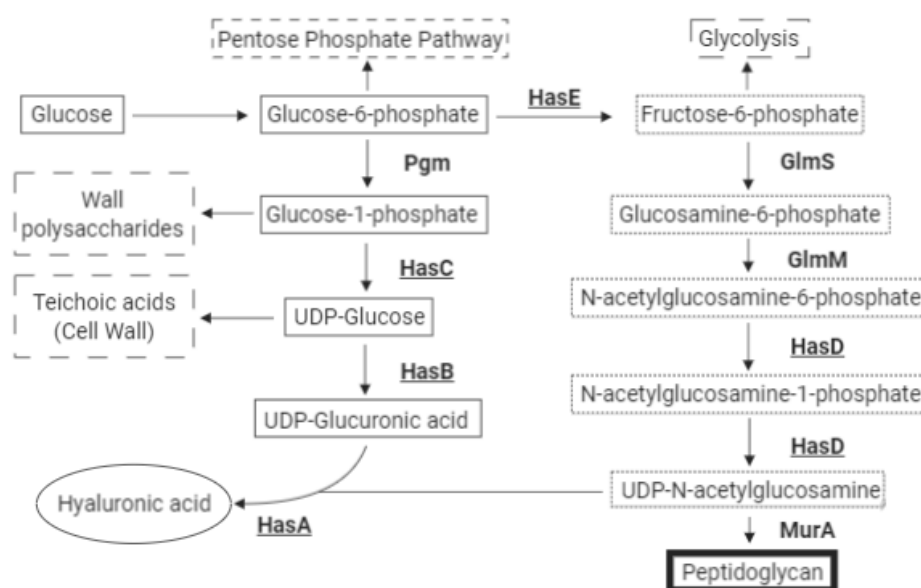 Pentose Phosphate Pathway
Glycolysis
Glucose
Glucose-6-phosphate
HasE
Fructose-6-phosphate
Pgm
GlmS
Wall
polysaccharides
Glucose-1-phosphate
Glucosamine-6-phosphate
HasC
GlmM
Teichoic acids
(Cell Wall)
UDP-Glucose
N-acetylglucosamine-6-phosphate
HasB
HasD
UDP-Glucuronic acid
N-acetylglucosamine-1-phosphate
HasD
Hyaluronic acid
HasA
UDP-N-acetylglucosamine
MurA
Peptidoglycan